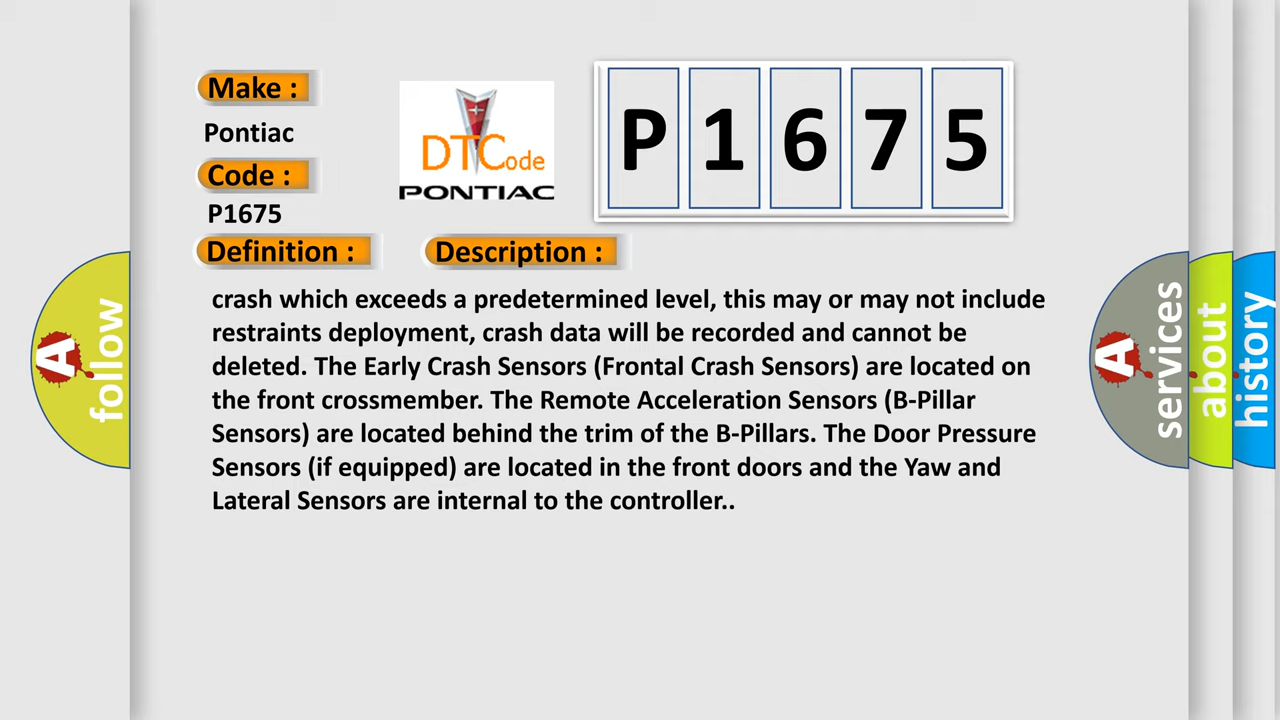 Make :
Pontiac
Code :
P1675
DTCode
PONTIAC
P1675
Definition :
Description :
crash which exceeds a predetermined level, this may or may not include
restraints deployment, crash data will be recorded and cannot be
deleted. The Early Crash Sensors (Frontal Crash Sensors) are located on
the front crossmember. The Remote Acceleration Sensors (B-Pillar
Sensors) are located behind the trim of the B-Pillars. The Door Pressure
Sensors (if equipped) are located in the front doors and the Yaw and
Lateral Sensors are internal to the controller..
A follow
A services
about
history